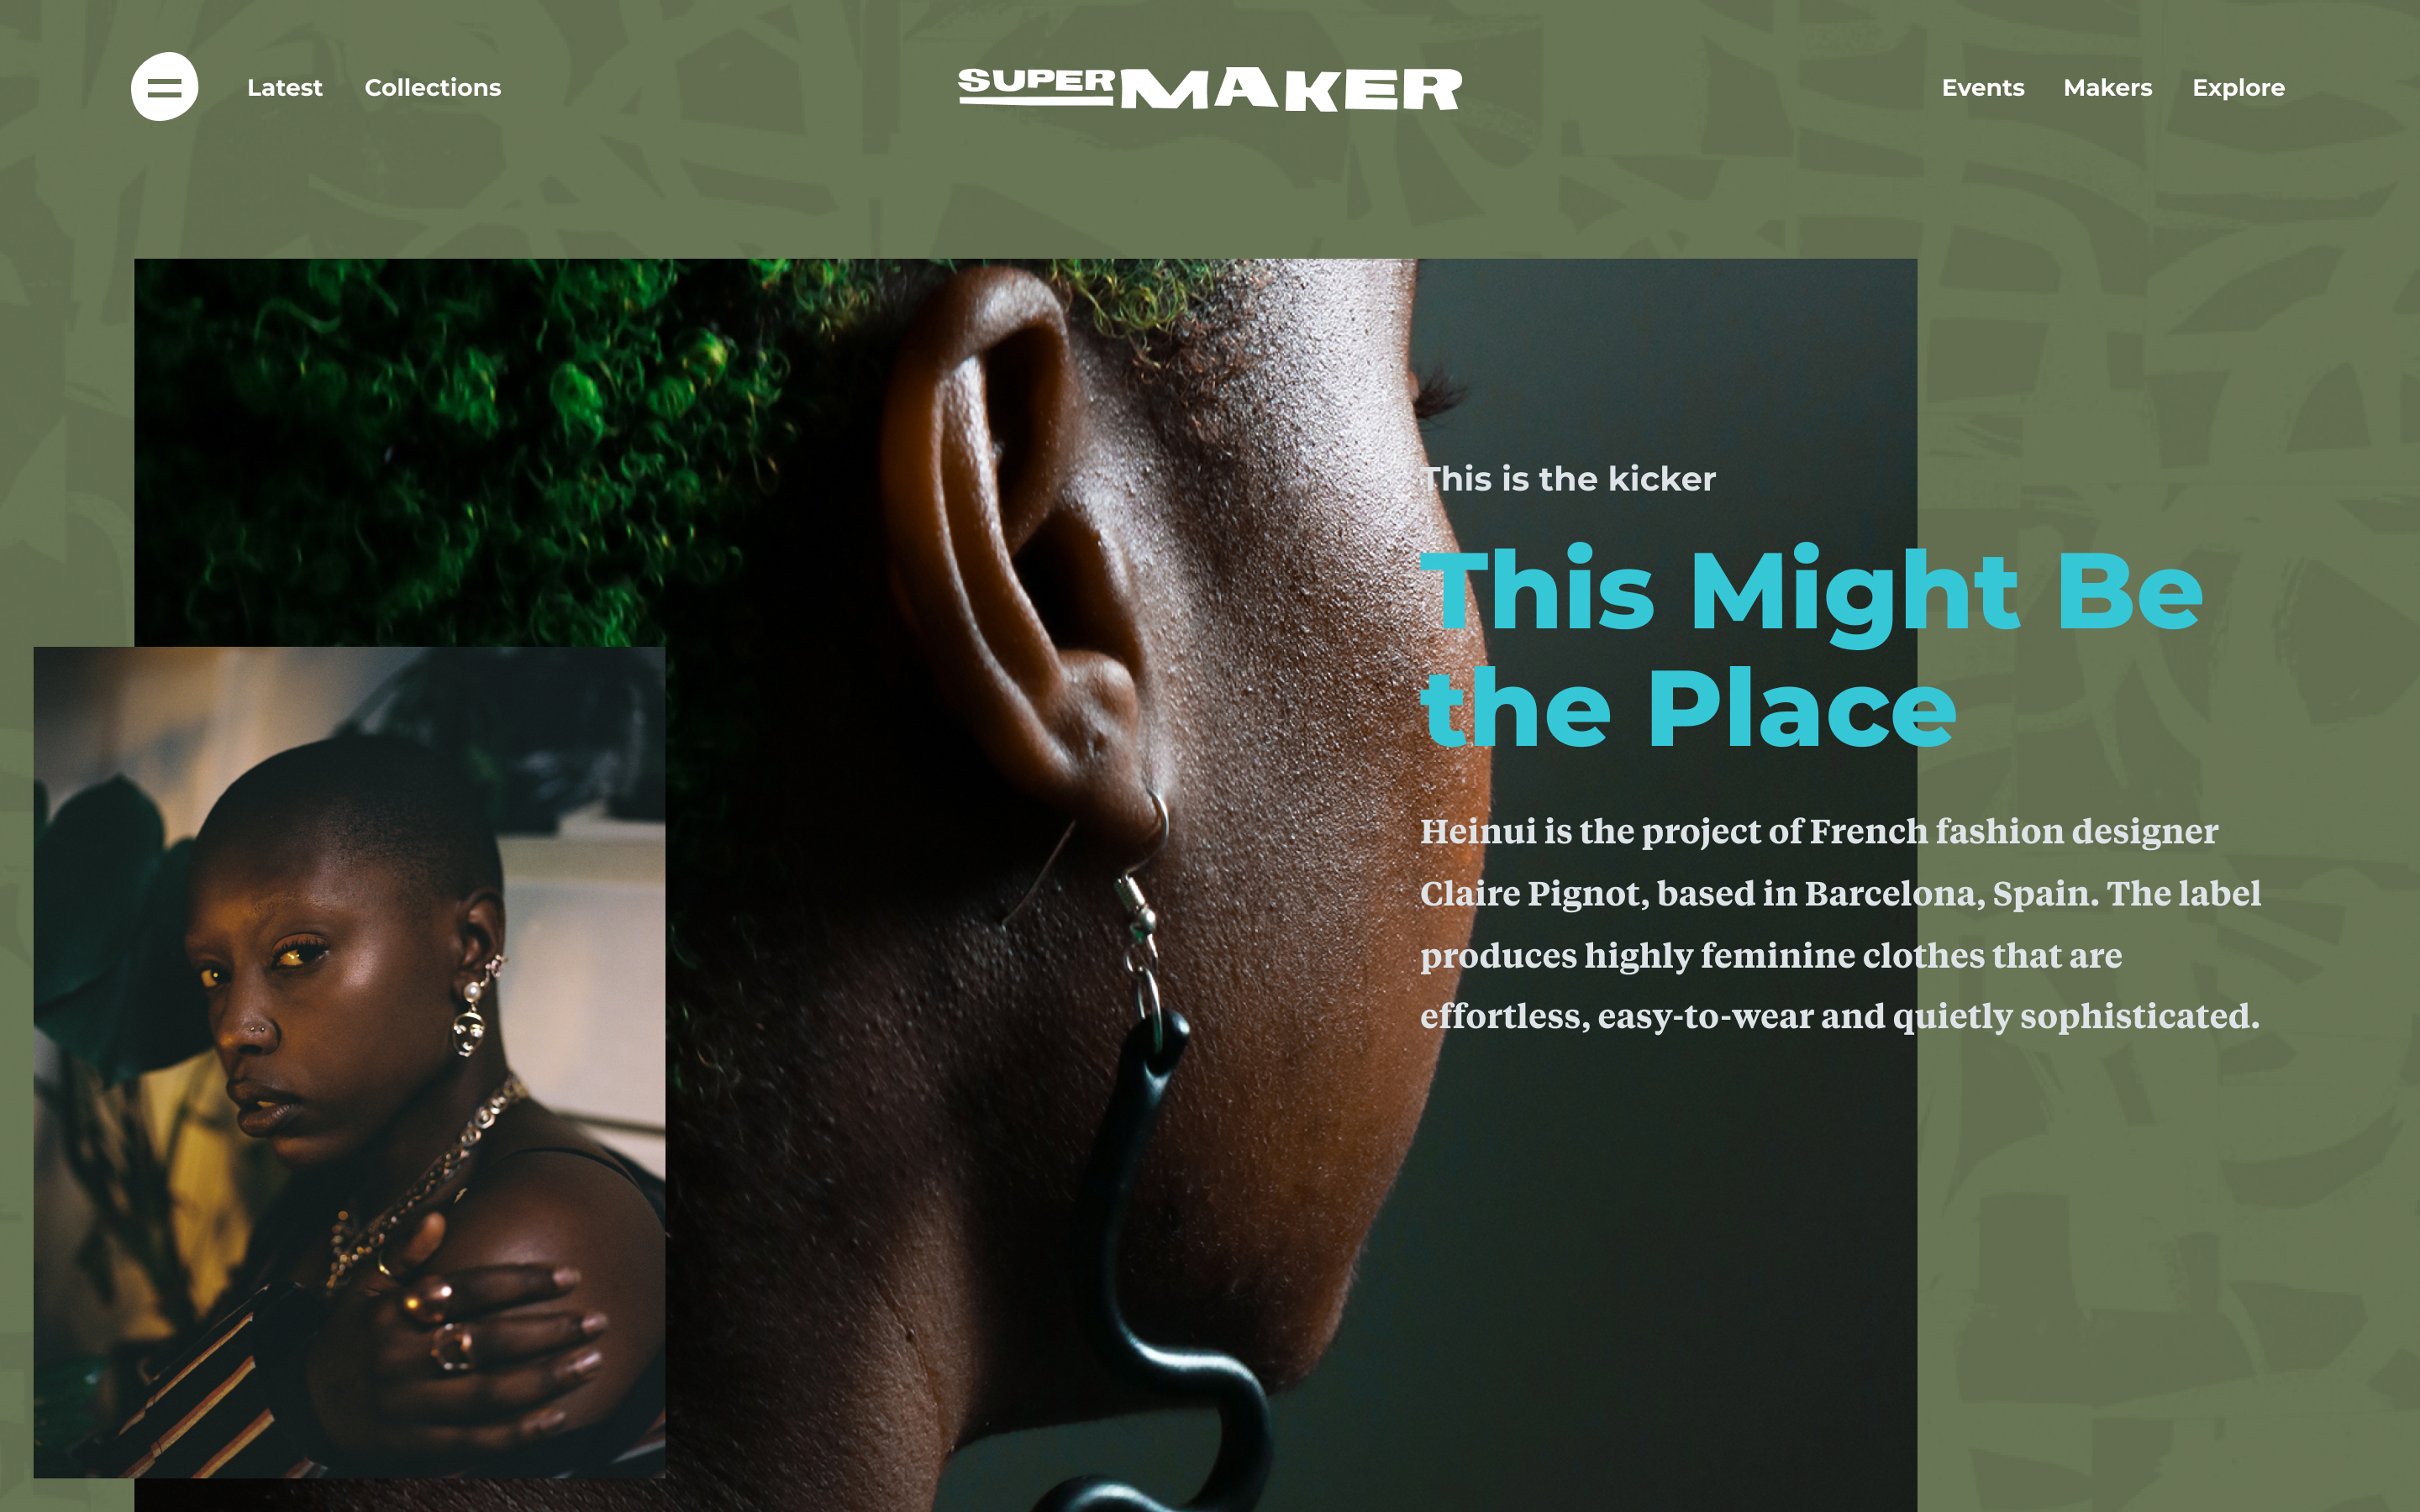 Latest
Collections
SUPERMAKER
Events
Makers
Explore
This is the kicker
This Might Be
the Place
Heinui is the project of French fashion designer
Claire Pignot, based in Barcelona, Spain. The label
produces highly feminine clothes that are
effortless, easy-to-wear and quietly sophisticated.